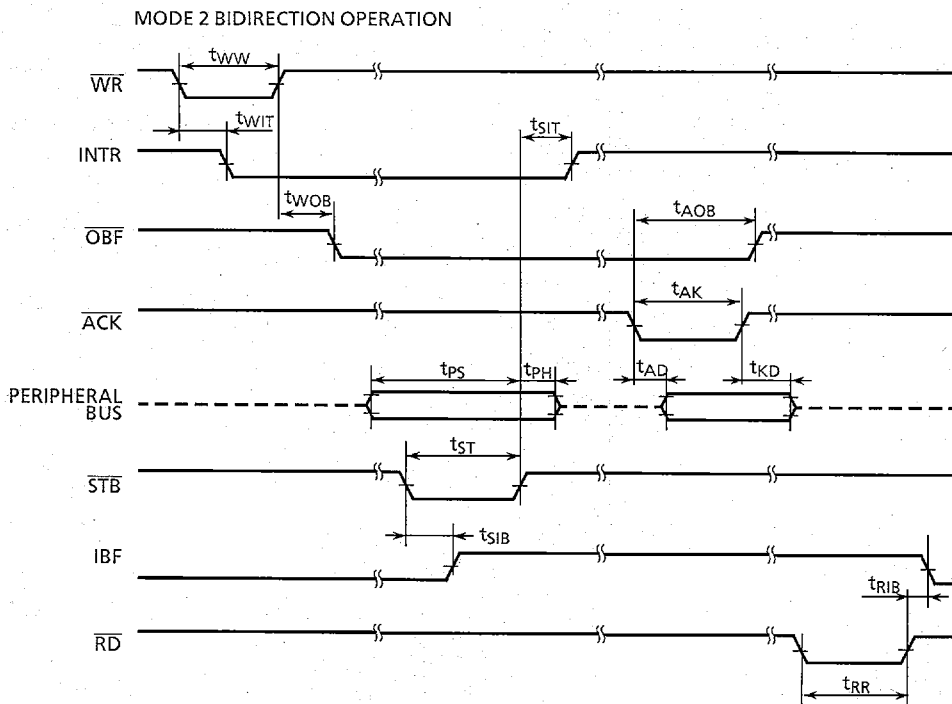 MODE 2 BIDIRECTION OPERATION
tWW
WR
tWIT
tSIT
INTR
tWOB
tAOB
OBF
tAK
ACK
tPS
tPH
tAD
tKD
PERIPHERAL
BUS
tST
STB
tSIB
IBF
tRIB
RD
tRR